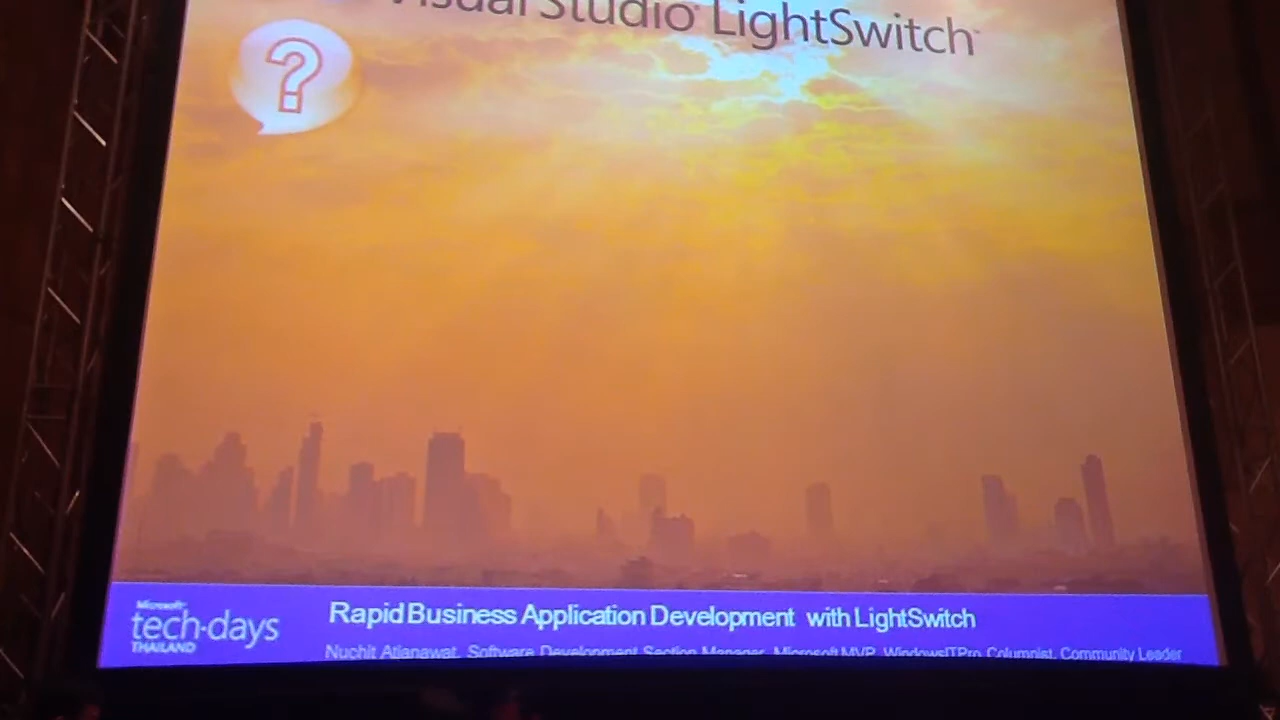 Visual Studio LightSwitch™
?
Microsoft
tech·days
THAILAND
Rapid Business Application Development with LightSwitch
Nuchit Atjanawat, Software Development Section Manager, Microsoft MVP, WindowsITPro Columnist, Community Leader